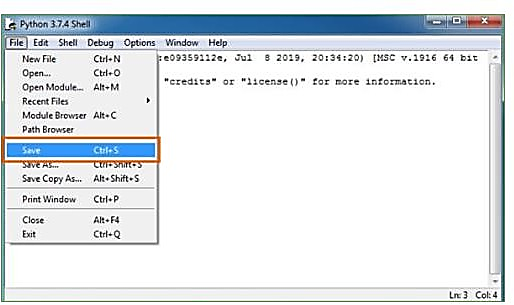 Python 3.7.4 Shell
File Edit Shell Debug Options Window Help
:e09359112e, Jul 8 2019, 20:34:20) [MSC v.1916 64 bit
"credits" or "license()" for more information.
New File Ctrl+N
Open... Ctrl+O
Open Module... Alt+M
Recent Files
Module Browser Alt+C
Path Browser
Save Ctrl+S
Save As... Ctrl+Shift+S
Save Copy As... Alt+Shift+S
Print Window Ctrl+P
Close Alt+F4
Exit Ctrl+Q
Ln: 3 Col: 4